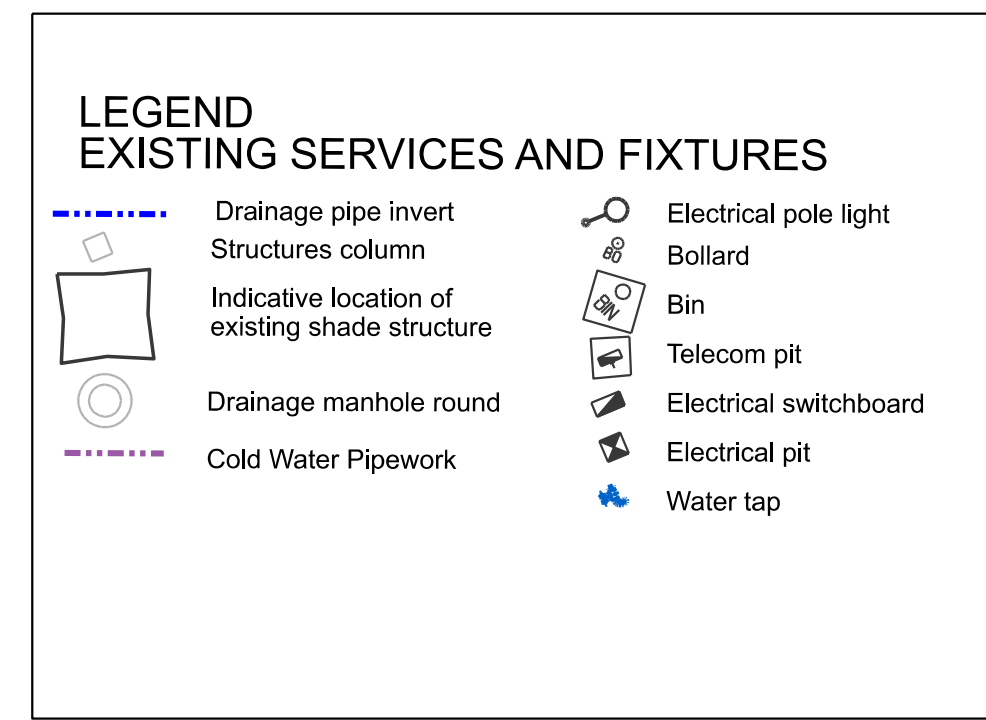 LEGEND
EXISTING SERVICES AND FIXTURES
Drainage pipe invert
Structures column
Indicative location of
existing shade structure
Drainage manhole round
Cold Water Pipework
Electrical pole light
BO
Bollard
BIN
Bin
Telecom pit
Electrical switchboard
Electrical pit
Water tap